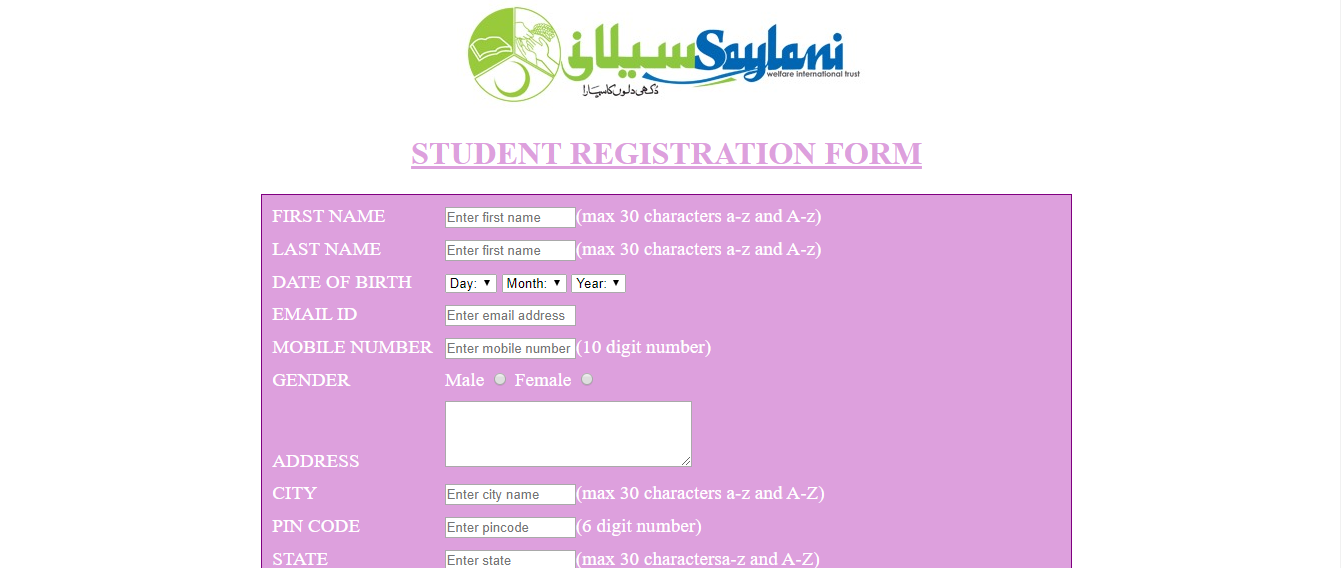 سیلانی Saylani
welfare international trust
دُکھی دلوں کا سہارا
STUDENT REGISTRATION FORM
FIRST NAME Enter first name (max 30 characters a-z and A-z)
LAST NAME Enter first name (max 30 characters a-z and A-z)
DATE OF BIRTH Day: Month: Year:
EMAIL ID Enter email address
MOBILE NUMBER Enter mobile number (10 digit number)
GENDER Male Female
ADDRESS
CITY Enter city name (max 30 characters a-z and A-Z)
PIN CODE Enter pincode (6 digit number)
STATE Enter state (max 30 charactersa-z and A-Z)